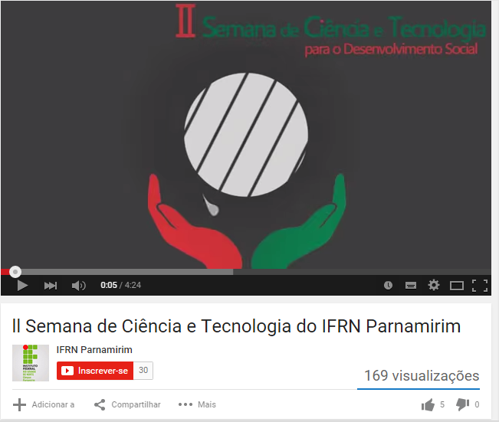 II Semana de Ciência e Tecnologia
para o Desenvolvimento Social
0:05 / 4:24
II Semana de Ciência e Tecnologia do IFRN Parnamirim
IFRN Parnamirim
Inscrever-se 30
169 visualizações
Adicionar a Compartilhar Mais 5 0